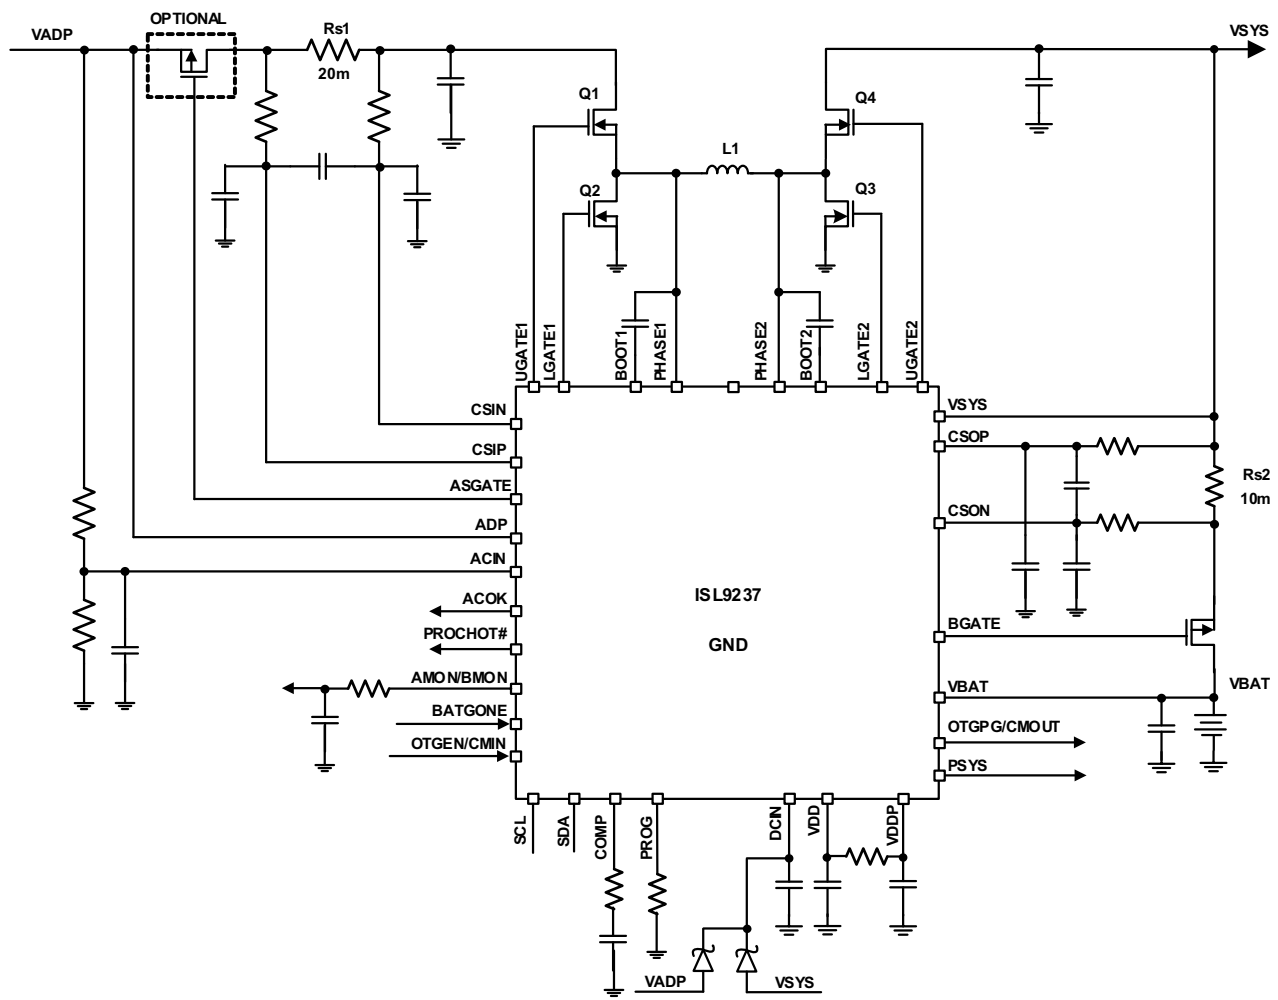 OPTIONAL
VADP
Rs1
20m
VSYS
Q1
Q4
L1
Q2
Q3
UGATE1
LGATE1
BOOT1
PHASE1
PHASE2
BOOT2
LGATE2
UGATE2
CSIN
VSYS
CSIP
CSOP
Rs2
10m
ASGATE
CSON
ADP
ACIN
ISL9237
ACOK
BGATE
PROCHOT#
GND
AMON/BMON
VBAT
VBAT
BATGONE
OTGPG/CMOUT
OTGEN/CMIN
PSYS
SCL
SDA
COMP
PROG
DCIN
VDD
VDDP
VADP
VSYS